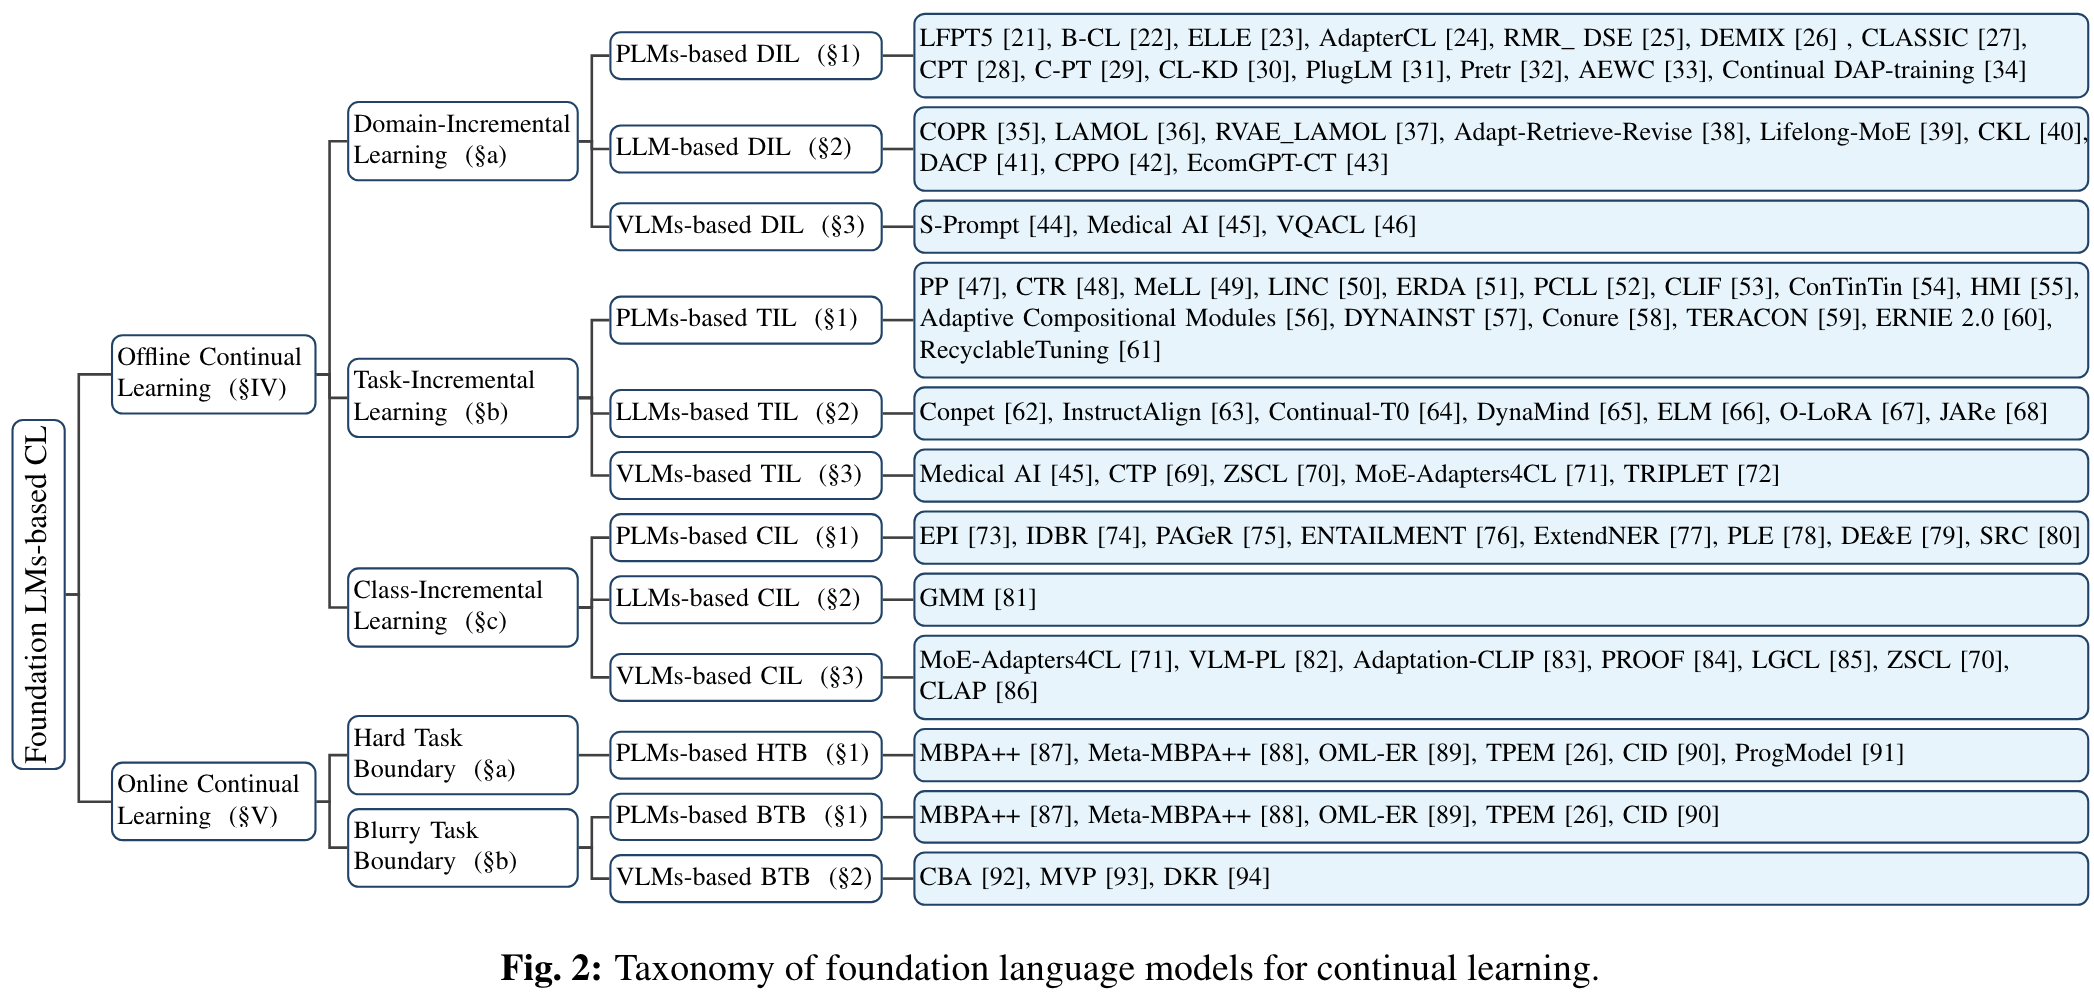 Foundation LMs-based CL
Offline Continual
Learning (§IV)
Domain-Incremental
Learning (§a)
PLMs-based DIL (§1)
LFPT5 [21], B-CL [22], ELLE [23], AdapterCL [24], RMR_ DSE [25], DEMIX [26] , CLASSIC [27],
CPT [28], C-PT [29], CL-KD [30], PlugLM [31], Pretr [32], AEWC [33], Continual DAP-training [34]
LLM-based DIL (§2)
COPR [35], LAMOL [36], RVAE_LAMOL [37], Adapt-Retrieve-Revise [38], Lifelong-MoE [39], CKL [40],
DACP [41], CPPO [42], EcomGPT-CT [43]
VLMs-based DIL (§3)
S-Prompt [44], Medical AI [45], VQACL [46]
Task-Incremental
Learning (§b)
PLMs-based TIL (§1)
PP [47], CTR [48], MeLL [49], LINC [50], ERDA [51], PCLL [52], CLIF [53], ConTinTin [54], HMI [55],
Adaptive Compositional Modules [56], DYNAINST [57], Conure [58], TERACON [59], ERNIE 2.0 [60],
RecyclableTuning [61]
LLMs-based TIL (§2)
Conpet [62], InstructAlign [63], Continual-T0 [64], DynaMind [65], ELM [66], O-LoRA [67], JARe [68]
VLMs-based TIL (§3)
Medical AI [45], CTP [69], ZSCL [70], MoE-Adapters4CL [71], TRIPLET [72]
Class-Incremental
Learning (§c)
PLMs-based CIL (§1)
EPI [73], IDBR [74], PAGeR [75], ENTAILMENT [76], ExtendNER [77], PLE [78], DE&E [79], SRC [80]
LLMs-based CIL (§2)
GMM [81]
VLMs-based CIL (§3)
MoE-Adapters4CL [71], VLM-PL [82], Adaptation-CLIP [83], PROOF [84], LGCL [85], ZSCL [70],
CLAP [86]
Online Continual
Learning (§V)
Hard Task
Boundary (§a)
PLMs-based HTB (§1)
MBPA++ [87], Meta-MBPA++ [88], OML-ER [89], TPEM [26], CID [90], ProgModel [91]
Blurry Task
Boundary (§b)
PLMs-based BTB (§1)
MBPA++ [87], Meta-MBPA++ [88], OML-ER [89], TPEM [26], CID [90]
VLMs-based BTB (§2)
CBA [92], MVP [93], DKR [94]
Fig. 2: Taxonomy of foundation language models for continual learning.